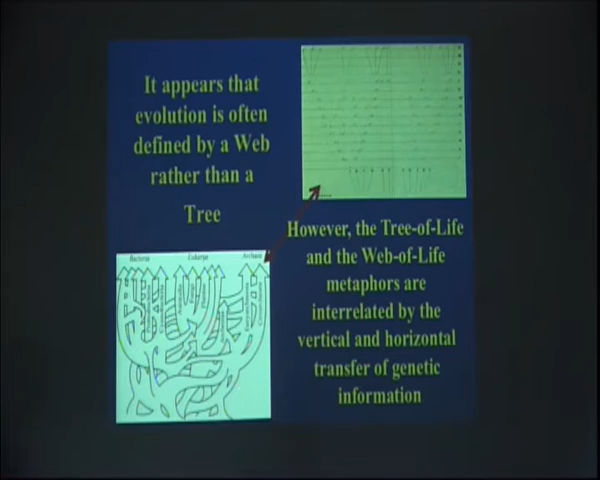 It appears that
evolution is often
defined by a Web
rather than a
Tree
However, the Tree-of-Life
and the Web-of-Life
metaphors are
interrelated by the
vertical and horizontal
transfer of genetic
information
Bacteria Eukarya Archaea